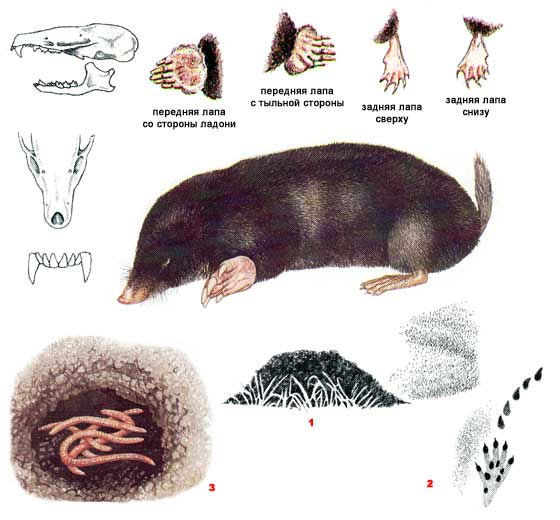 передняя лапа
со стороны ладони
передняя лапа
с тыльной стороны
задняя лапа
сверху
задняя лапа
снизу
1
2
3